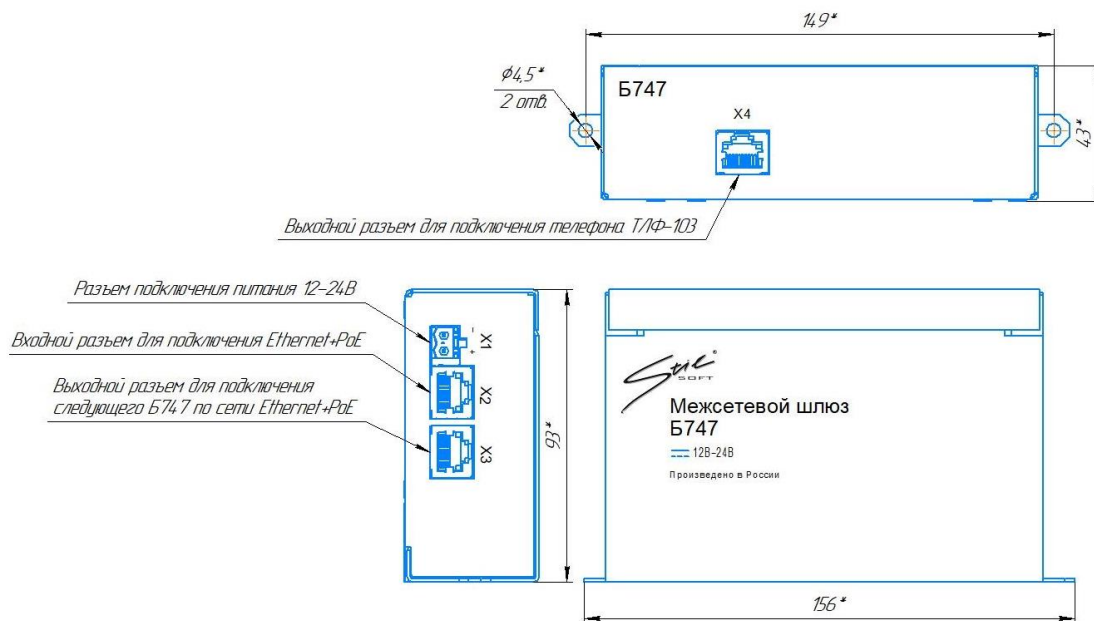 149*
ϕ4,5*
2 отв.
Б747
X4
43*
Выходной разъем для подключения телефона ТЛФ-103
Разъем подключения питания 12-24В
Входной разъем для подключения Ethernet+PoE
Выходной разъем для подключения
следующего Б747 по сети Ethernet+PoE
-
X1
+
X2
X3
93*
Stil®
SOFT
Межсетевой шлюз
Б747
12В-24В
Произведено в России
156*